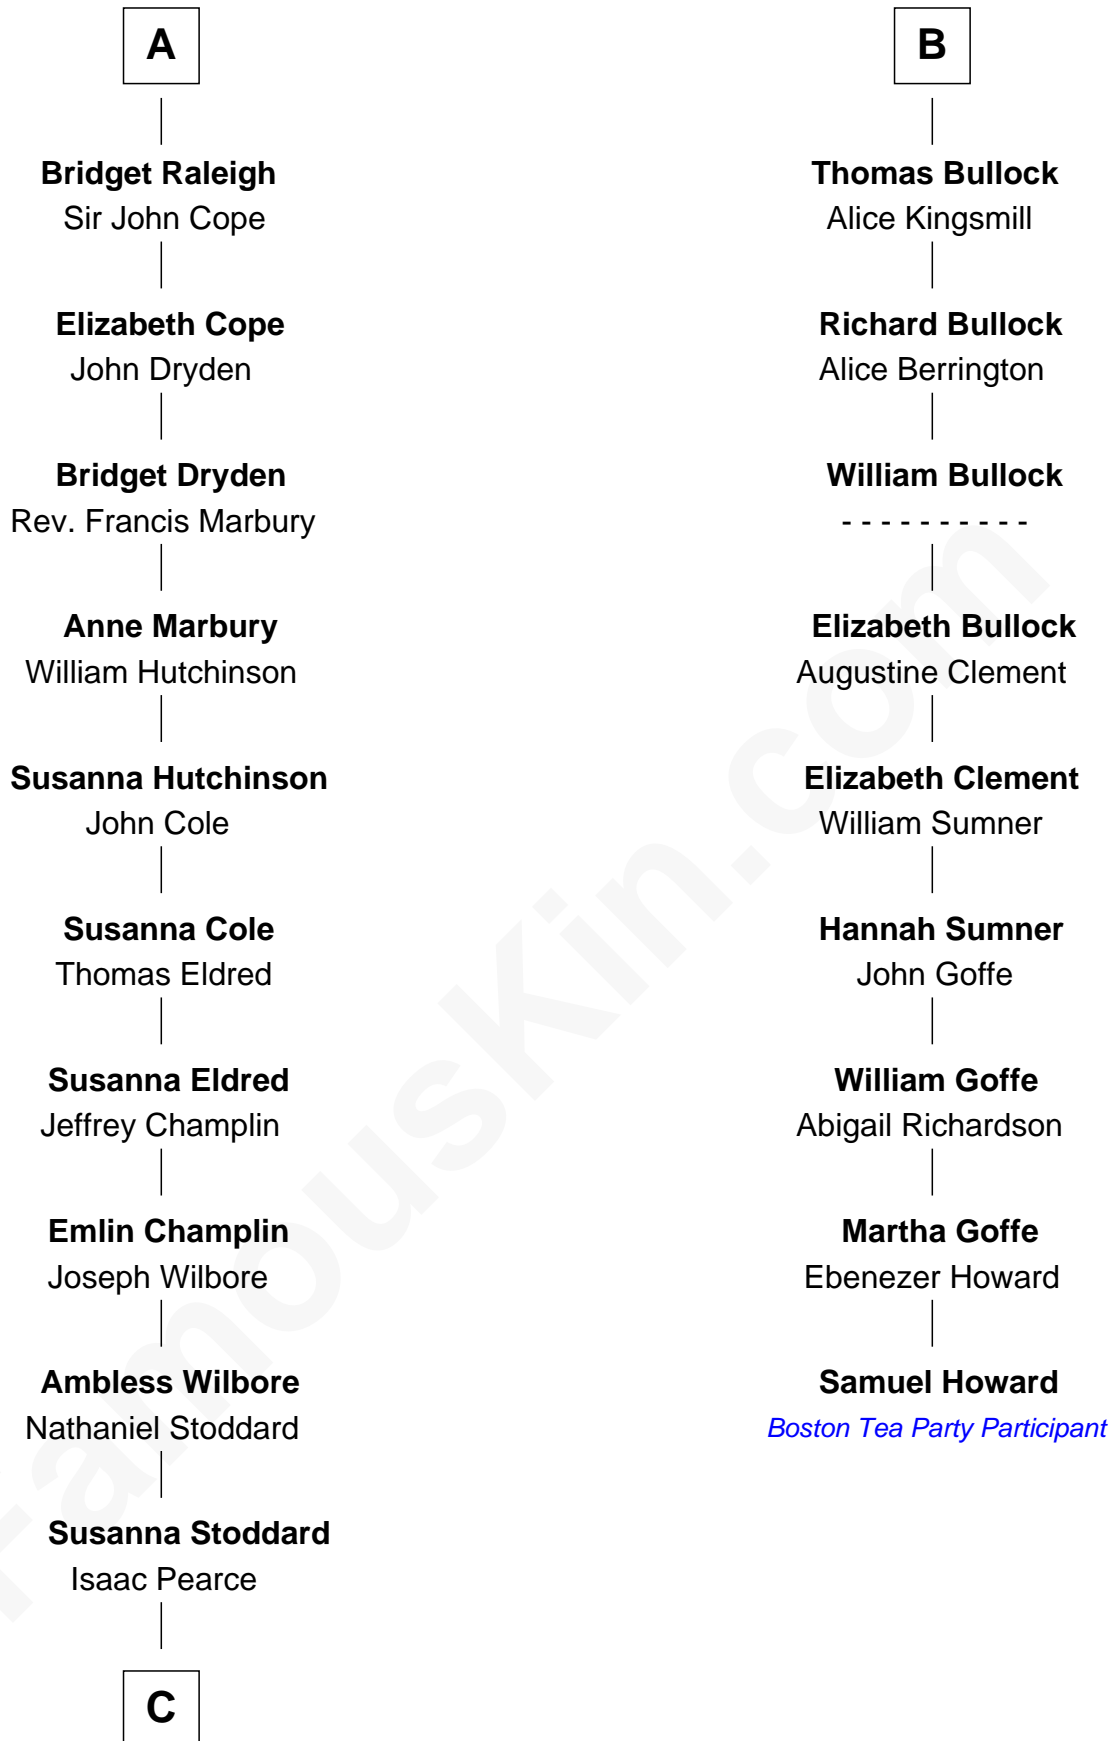 A
Bridget Raleigh
Sir John Cope
Elizabeth Cope
John Dryden
Bridget Dryden
Rev. Francis Marbury
Anne Marbury
William Hutchinson
Susanna Hutchinson
John Cole
Susanna Cole
Thomas Eldred
Susanna Eldred
Jeffrey Champlin
Emlin Champlin
Joseph Wilbore
Ambless Wilbore
Nathaniel Stoddard
Susanna Stoddard
Isaac Pearce
C
B
Thomas Bullock
Alice Kingsmill
Richard Bullock
Alice Berrington
William Bullock
- - - - - - - - - -
Elizabeth Bullock
Augustine Clement
Elizabeth Clement
William Sumner
Hannah Sumner
John Goffe
William Goffe
Abigail Richardson
Martha Goffe
Ebenezer Howard
Samuel Howard
Boston Tea Party Participant
FamousKin.com